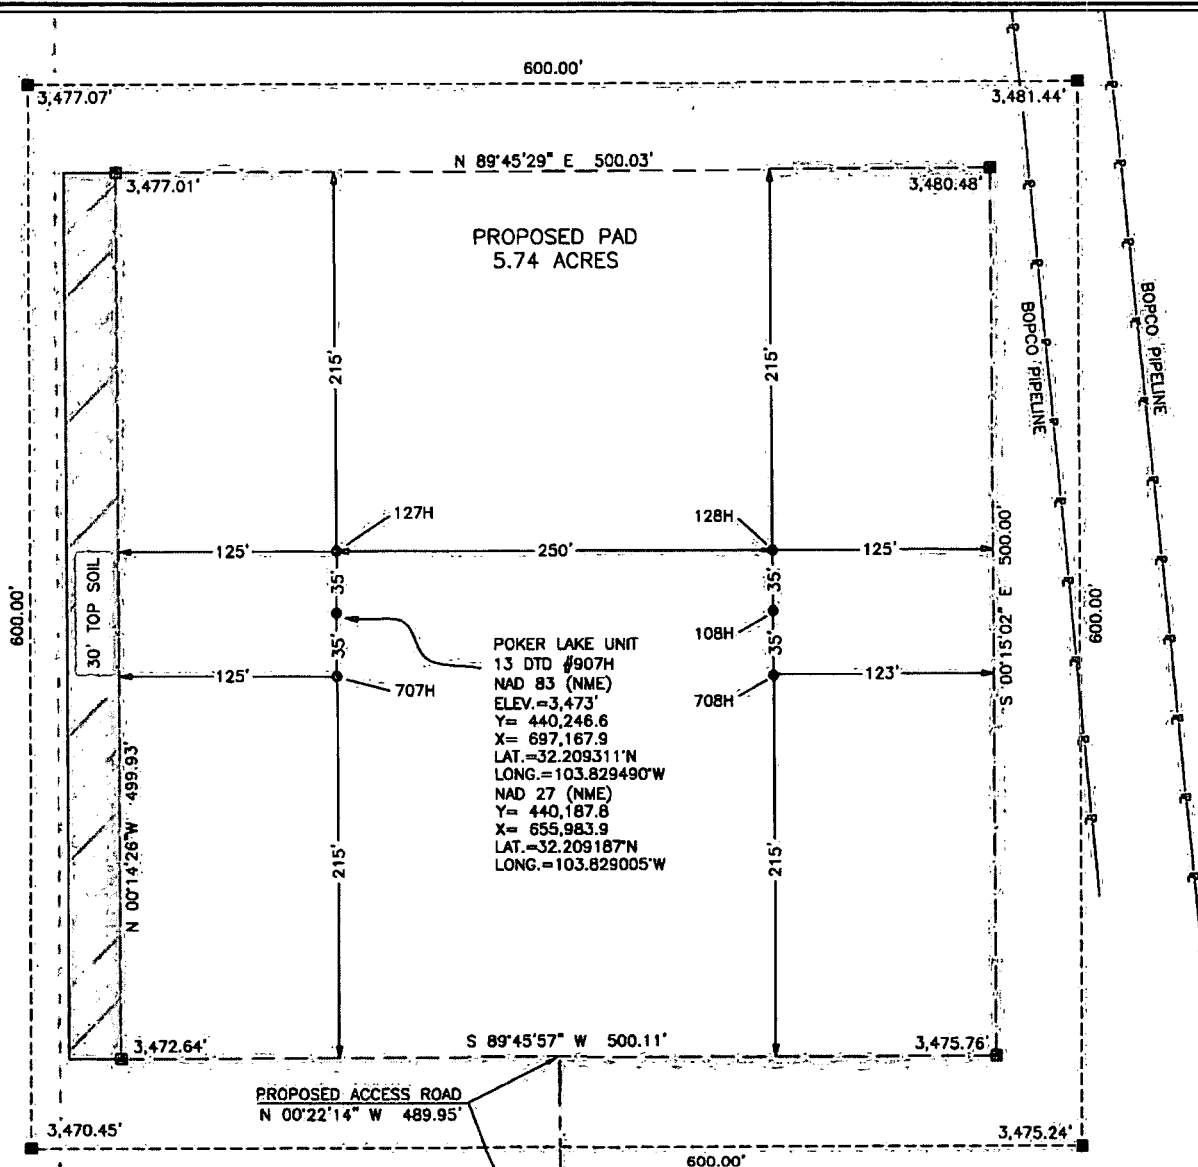 600.00'
3,477.07'
3,481.44'
N 89°45'29" E 500.03'
3,477.01'
3,480.48'
PROPOSED PAD
5.74 ACRES
BOPCO PIPELINE
BOPCO PIPELINE
215'
215'
127H
128H
125'
250'
125'
35'
35'
S 00°15'02" E 500.00'
600.00'
600.00'
30' TOP SOIL
108H
35'
35'
125'
707H
708H
123'
POKER LAKE UNIT
13 DTD #907H
NAD 83 (NME)
ELEV.=3,473'
Y= 440,246.6
X= 697,167.9
LAT.=32.209311°N
LONG.=103.829490°W
NAD 27 (NME)
Y= 440,187.8
X= 655,983.9
LAT.=32.209187°N
LONG.=103.829005°W
N 00°14'26"W 499.93'
215'
215'
3,472.64'
S 89°45'57" W 500.11'
3,475.76'
PROPOSED ACCESS ROAD
N 00°22'14" W 489.95'
3,470.45'
3,475.24'
600.00'